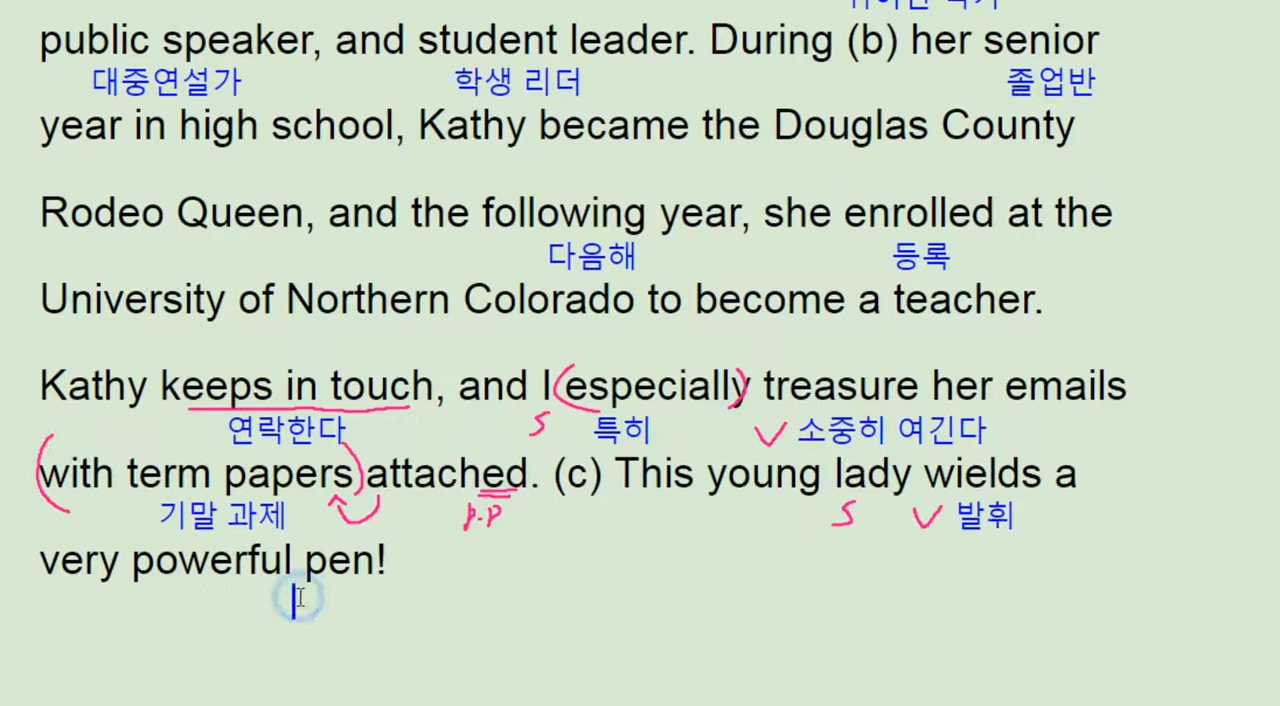 public speaker, and student leader. During (b) her senior
대중연설가 학생 리더 졸업반
year in high school, Kathy became the Douglas County
Rodeo Queen, and the following year, she enrolled at the
다음해 등록
University of Northern Colorado to become a teacher.
Kathy keeps in touch, and I especially treasure her emails
연락한다 S 특히 V 소중히 여긴다
with term papers attached. (c) This young lady wields a
기말 과제 p.p S V 발휘
very powerful pen!